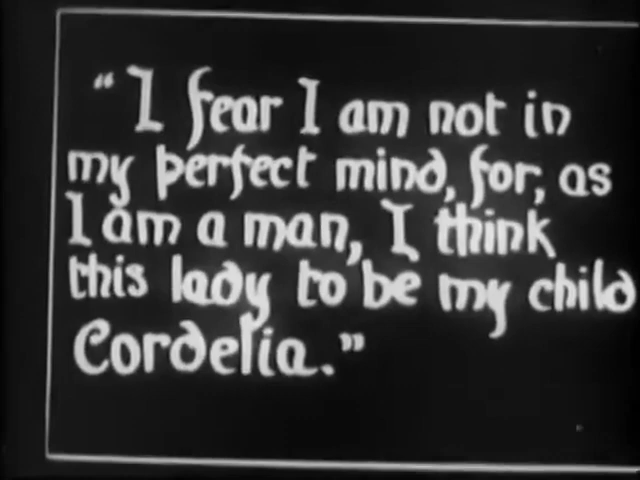 “I fear I am not in
my perfect mind, for, as
I am a man, I think
this lady to be my child
Cordelia.”